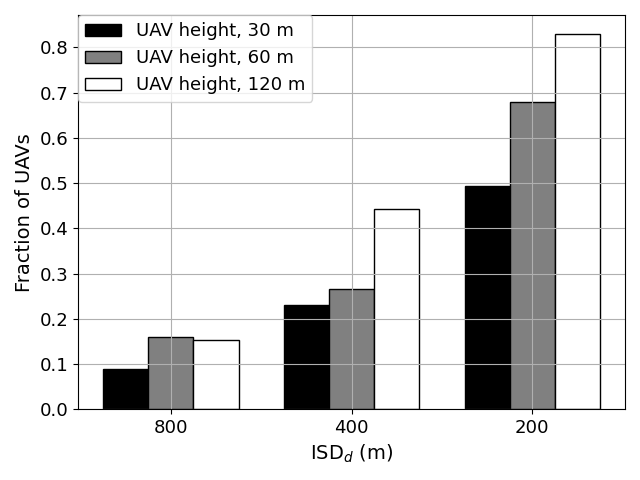 UAV height, 30 m
UAV height, 60 m
UAV height, 120 m
0.8
0.7
0.6
0.5
0.4
0.3
0.2
0.1
0.0
Fraction of UAVs
800 400 200
ISD_d (m)